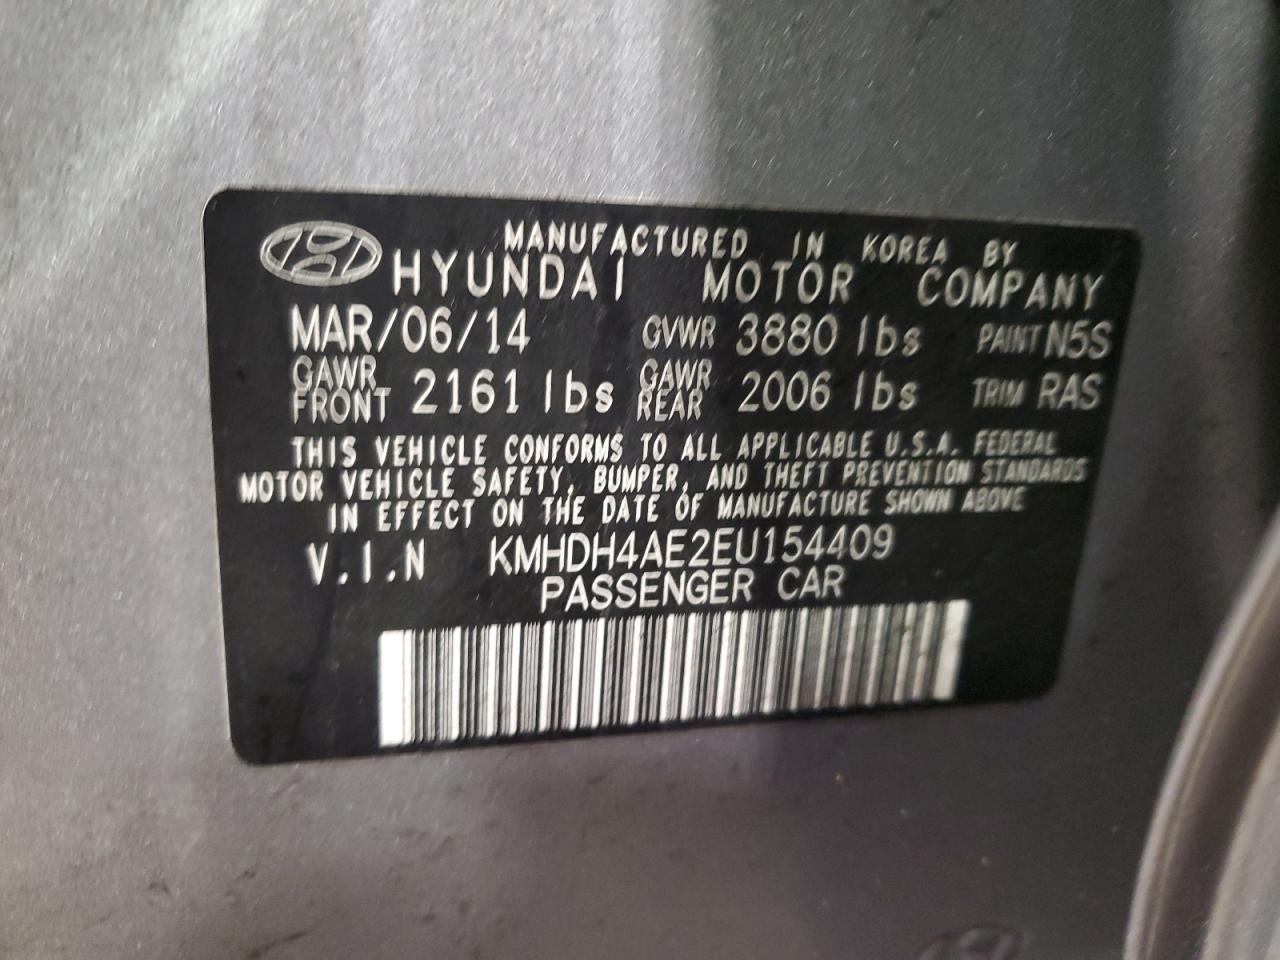 MANUFACTURED IN KOREA BY
HYUNDAI MOTOR COMPANY
MAR/06/14 GVWR 3880 lbs PAINT N5S
GAWR FRONT 2161 lbs GAWR REAR 2006 lbs TRIM RAS
THIS VEHICLE CONFORMS TO ALL APPLICABLE U.S.A. FEDERAL
MOTOR VEHICLE SAFETY, BUMPER, AND THEFT PREVENTION STANDARDS
IN EFFECT ON THE DATE OF MANUFACTURE SHOWN ABOVE
V.I.N KMHDH4AE2EU154409
PASSENGER CAR